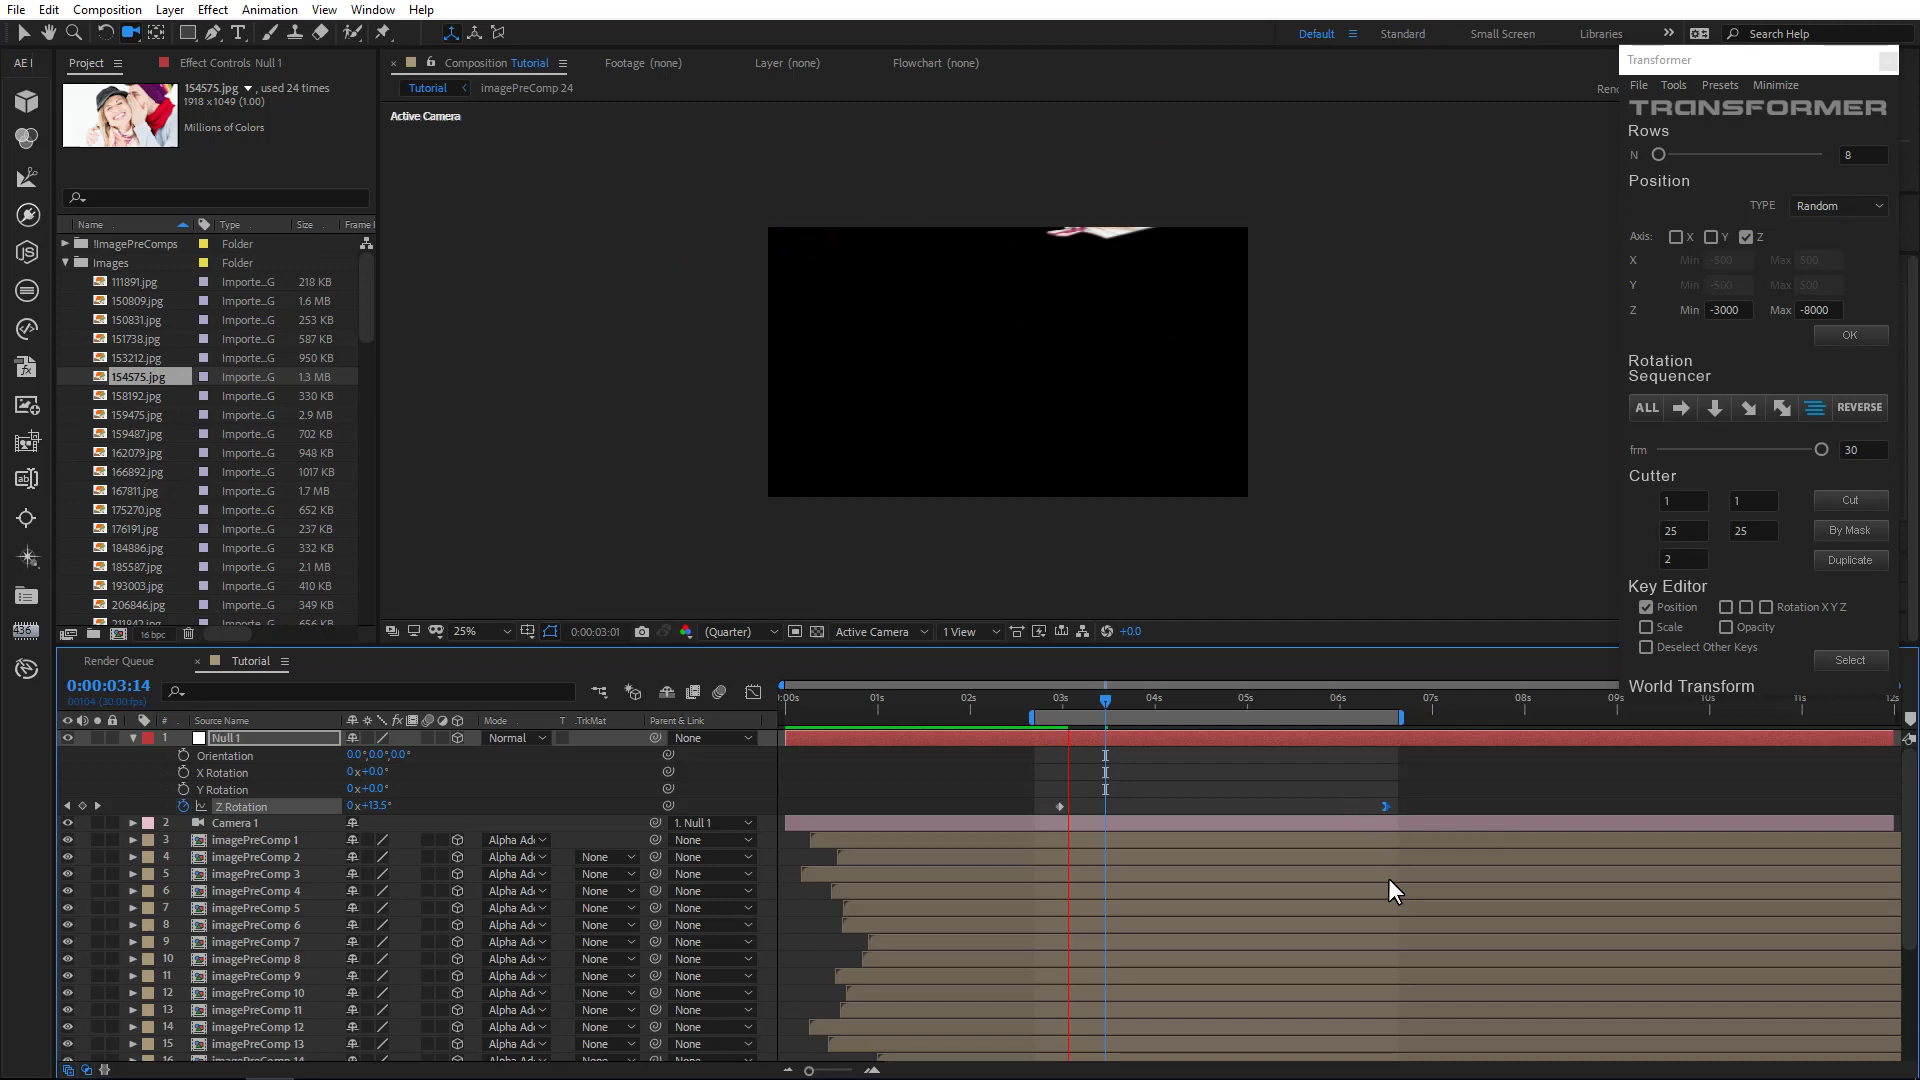 File Edit Composition Layer Effect Animation View Window Help
Default Standard Small Screen Libraries Search Help
AE Project Effect Controls Null 1
Composition Tutorial Footage (none) Layer (none) Flowchart (none)
Tutorial imagePreComp 24
Active Camera
154575.jpg , used 24 times
1918 x 1049 (1.00)
Millions of Colors
Name Type Size Frame
!ImagePreComps Folder
Images Folder
111891.jpg Importe...G 218 KB
150809.jpg Importe...G 1.6 MB
150831.jpg Importe...G 253 KB
151738.jpg Importe...G 587 KB
153212.jpg Importe...G 950 KB
154575.jpg Importe...G 1.3 MB
158192.jpg Importe...G 330 KB
159475.jpg Importe...G 2.9 MB
159487.jpg Importe...G 702 KB
162079.jpg Importe...G 948 KB
166892.jpg Importe...G 1017 KB
167811.jpg Importe...G 1.7 MB
175270.jpg Importe...G 652 KB
176191.jpg Importe...G 237 KB
184886.jpg Importe...G 332 KB
185587.jpg Importe...G 2.1 MB
193003.jpg Importe...G 410 KB
206846.jpg Importe...G 349 KB
16 bpc
25% 0:00:03:01 (Quarter) Active Camera 1 View +0.0
Transformer
File Tools Presets Minimize
TRANSFORMER
Rows
N 8
Position
TYPE Random
Axis: X Y Z
X Min -500 Max 500
Y Min -500 Max 500
Z Min -3000 Max -8000
OK
Rotation
Sequencer
ALL REVERSE
frm 30
Cutter
1 1 Cut
25 25 By Mask
2 Duplicate
Key Editor
Position Rotation X Y Z
Scale Opacity
Deselect Other Keys
Select
World Transform
Render Queue Tutorial
0:00:03:14
00104 (30.00 fps)
:00s 01s 02s 03s 04s 05s 06s 07s 08s 09s 10s 11s 12s
# Source Name Mode T .TrkMat Parent & Link
1 Null 1 Normal None
Orientation 0.0°,0.0°,0.0°
X Rotation 0x+0.0°
Y Rotation 0x+0.0°
Z Rotation 0x+13.5°
2 Camera 1 1. Null 1
3 imagePreComp 1 Alpha Ad None
4 imagePreComp 2 Alpha Ad None None
5 imagePreComp 3 Alpha Ad None None
6 imagePreComp 4 Alpha Ad None None
7 imagePreComp 5 Alpha Ad None None
8 imagePreComp 6 Alpha Ad None None
9 imagePreComp 7 Alpha Ad None None
10 imagePreComp 8 Alpha Ad None None
11 imagePreComp 9 Alpha Ad None None
12 imagePreComp 10 Alpha Ad None None
13 imagePreComp 11 Alpha Ad None None
14 imagePreComp 12 Alpha Ad None None
15 imagePreComp 13 Alpha Ad None None